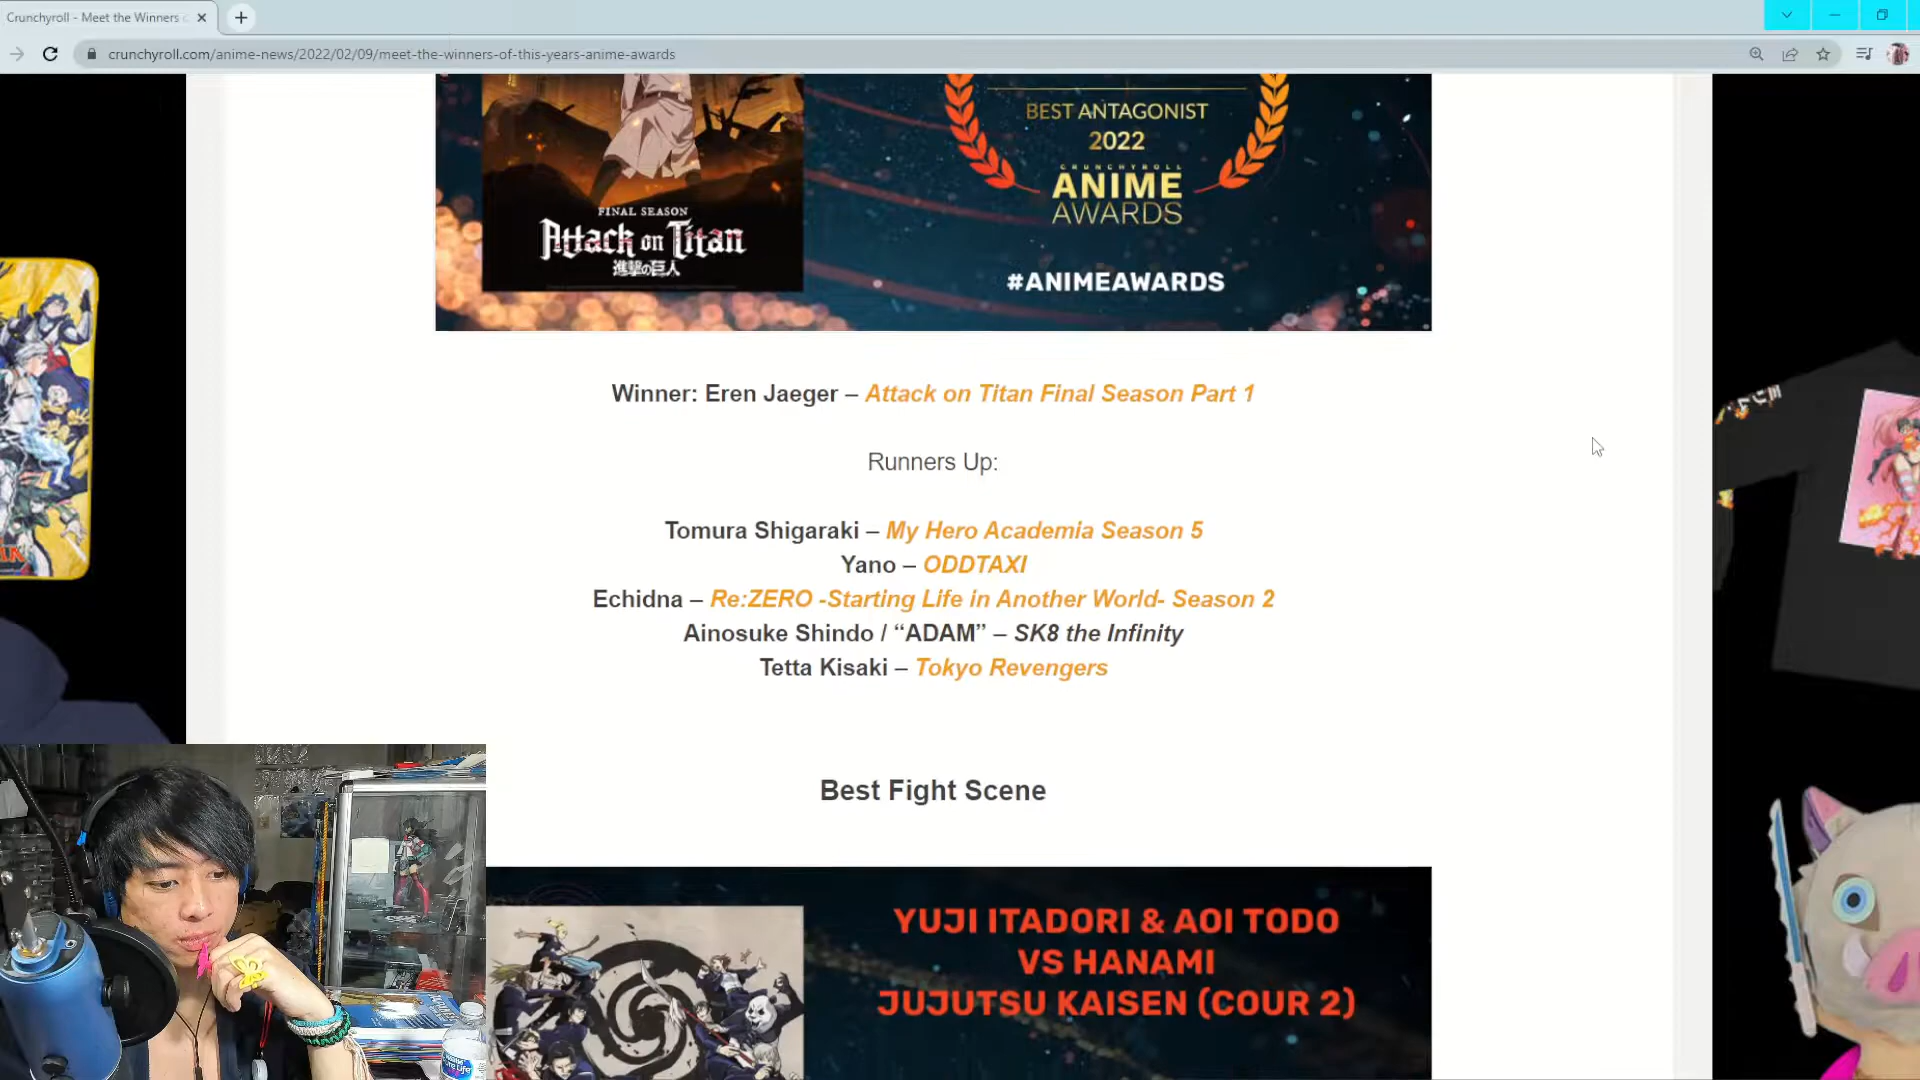 Crunchyroll - Meet the Winners
crunchyroll.com/anime-news/2022/02/09/meet-the-winners-of-this-years-anime-awards
FINAL SEASON
Attack on Titan
進撃の巨人
BEST ANTAGONIST
2022
CRUNCHYROLL
ANIME
AWARDS
#ANIMEAWARDS
Winner: Eren Jaeger – Attack on Titan Final Season Part 1
Runners Up:
Tomura Shigaraki – My Hero Academia Season 5
Yano – ODDTAXI
Echidna – Re:ZERO -Starting Life in Another World- Season 2
Ainosuke Shindo / “ADAM” – SK8 the Infinity
Tetta Kisaki – Tokyo Revengers
Best Fight Scene
YUJI ITADORI & AOI TODO
VS HANAMI
JUJUTSU KAISEN (COUR 2)